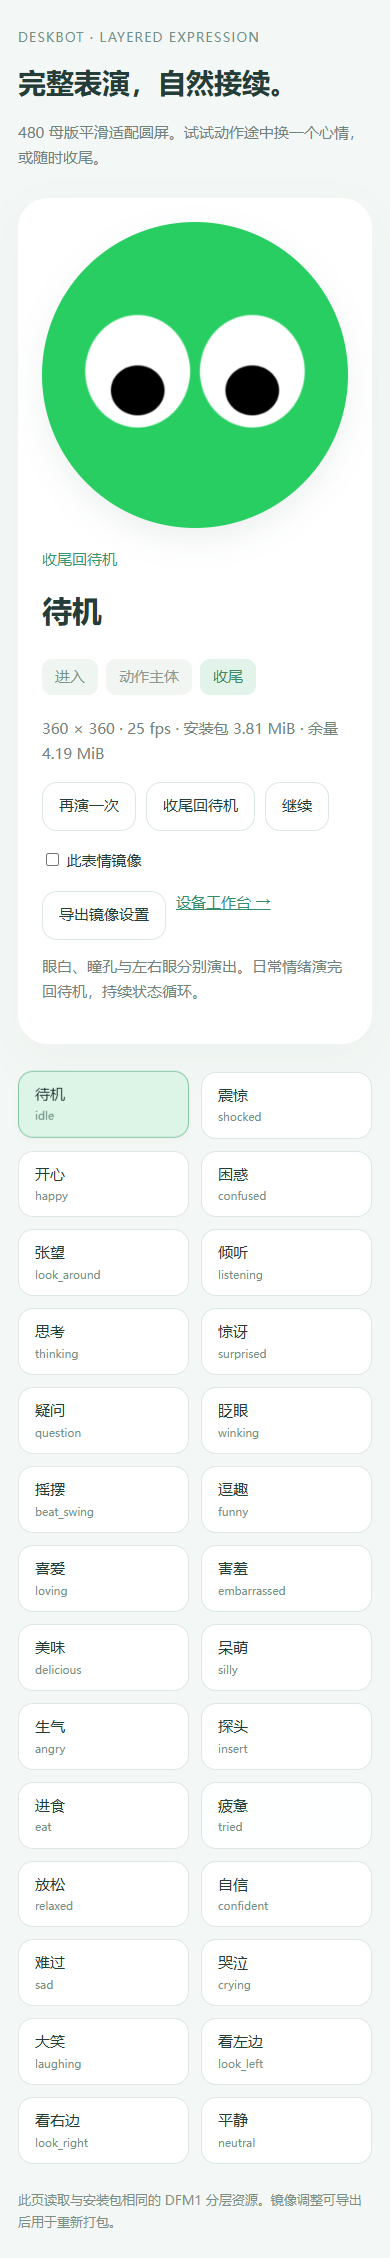 DESKBOT · LAYERED EXPRESSION
完整表演，自然接续。
480 母版平滑适配圆屏。试试动作途中换一个心情，
或随时收尾。
收尾回待机
待机
进入 动作主体 收尾
360 × 360 · 25 fps · 安装包 3.81 MiB · 余量
4.19 MiB
再演一次 收尾回待机 继续
此表情镜像
导出镜像设置 设备工作台 →
眼白、瞳孔与左右眼分别演出。日常情绪演完
回待机，持续状态循环。
待机 震惊
idle shocked
开心 困惑
happy confused
张望 倾听
look_around listening
思考 惊讶
thinking surprised
疑问 眨眼
question winking
摇摆 逗趣
beat_swing funny
喜爱 害羞
loving embarrassed
美味 呆萌
delicious silly
生气 探头
angry insert
进食 疲惫
eat tried
放松 自信
relaxed confident
难过 哭泣
sad crying
大笑 看左边
laughing look_left
看右边 平静
look_right neutral
此页读取与安装包相同的 DFM1 分层资源。镜像调整可导出
后用于重新打包。